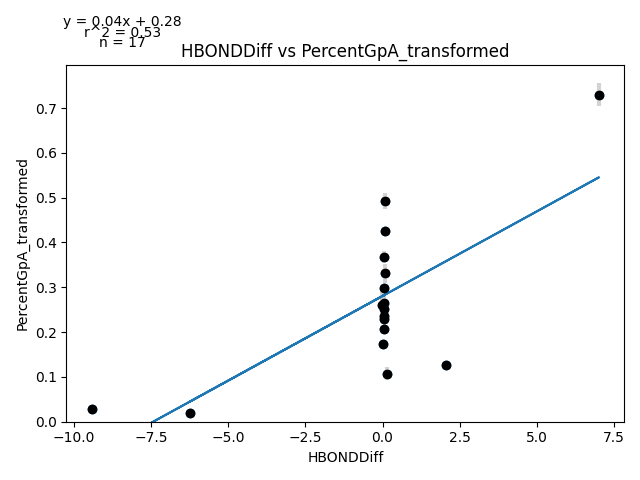 y = 0.04x + 0.28
r^2 = 0.53
n = 17
HBONDDiff vs PercentGpA_transformed
PercentGpA_transformed
0.7
0.6
0.5
0.4
0.3
0.2
0.1
0.0
−10.0 −7.5 −5.0 −2.5 0.0 2.5 5.0 7.5
HBONDDiff